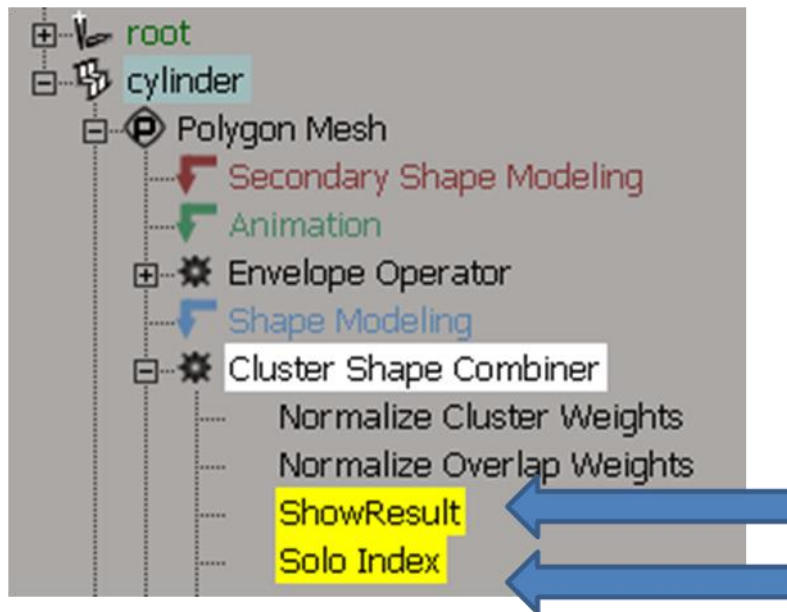 root
cylinder
Polygon Mesh
Secondary Shape Modeling
Animation
Envelope Operator
Shape Modeling
Cluster Shape Combiner
Normalize Cluster Weights
Normalize Overlap Weights
ShowResult
Solo Index